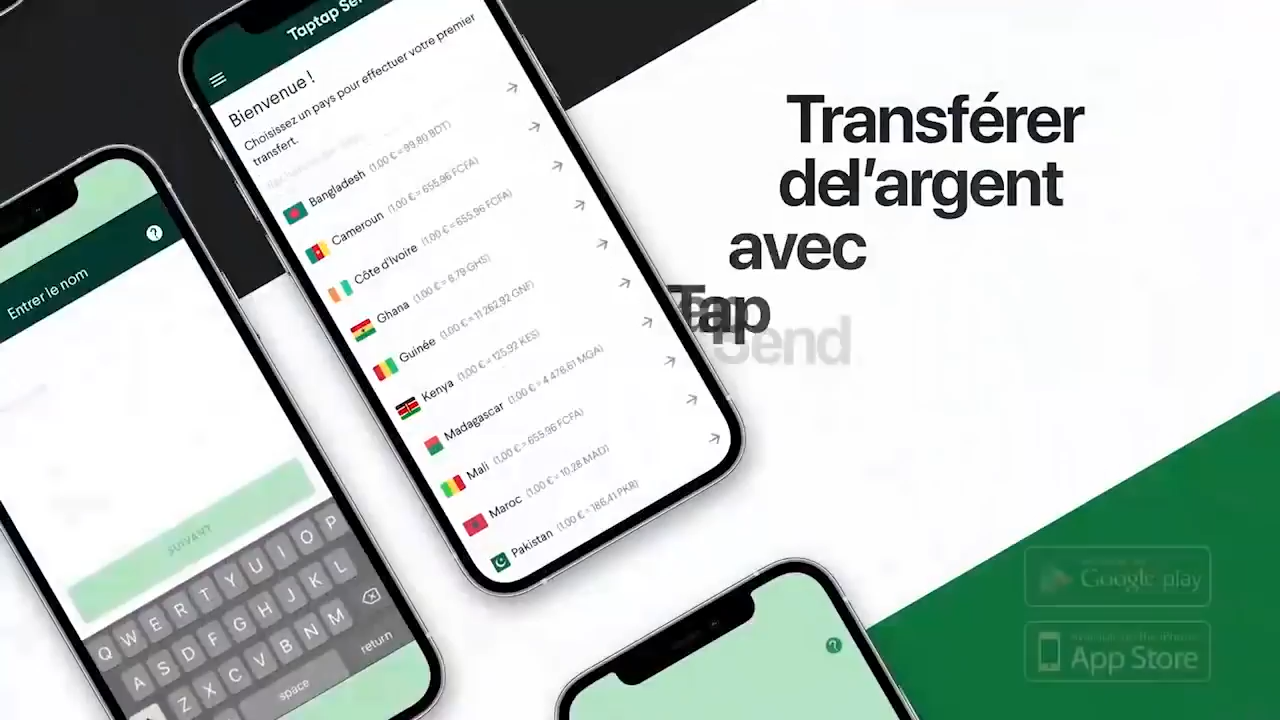 Taptap Sen
Bienvenue !
Choisissez un pays pour effectuer votre premier
transfert.
Bangladesh (1,00 € = 99,80 BDT)
Cameroun (1,00 € = 655,96 FCFA)
Côte d'Ivoire (1,00 € = 655,96 FCFA)
Ghana (1,00 € = 6,79 GHS)
Guinée (1,00 € = 11 262,92 GNF)
Kenya (1,00 € = 125,92 KES)
Madagascar (1,00 € = 4 476,61 MGA)
Mali (1,00 € = 655,96 FCFA)
Maroc (1,00 € = 10,28 MAD)
Pakistan (1,00 € = 186,41 PKR)
Entrer le nom
?
SUIVANT
Q W E R T Y U I O P
A S D F G H J K L
Z X C V B N M
space return
Transférer
de l'argent
avec
Tap
Send
?
Google play
App Store